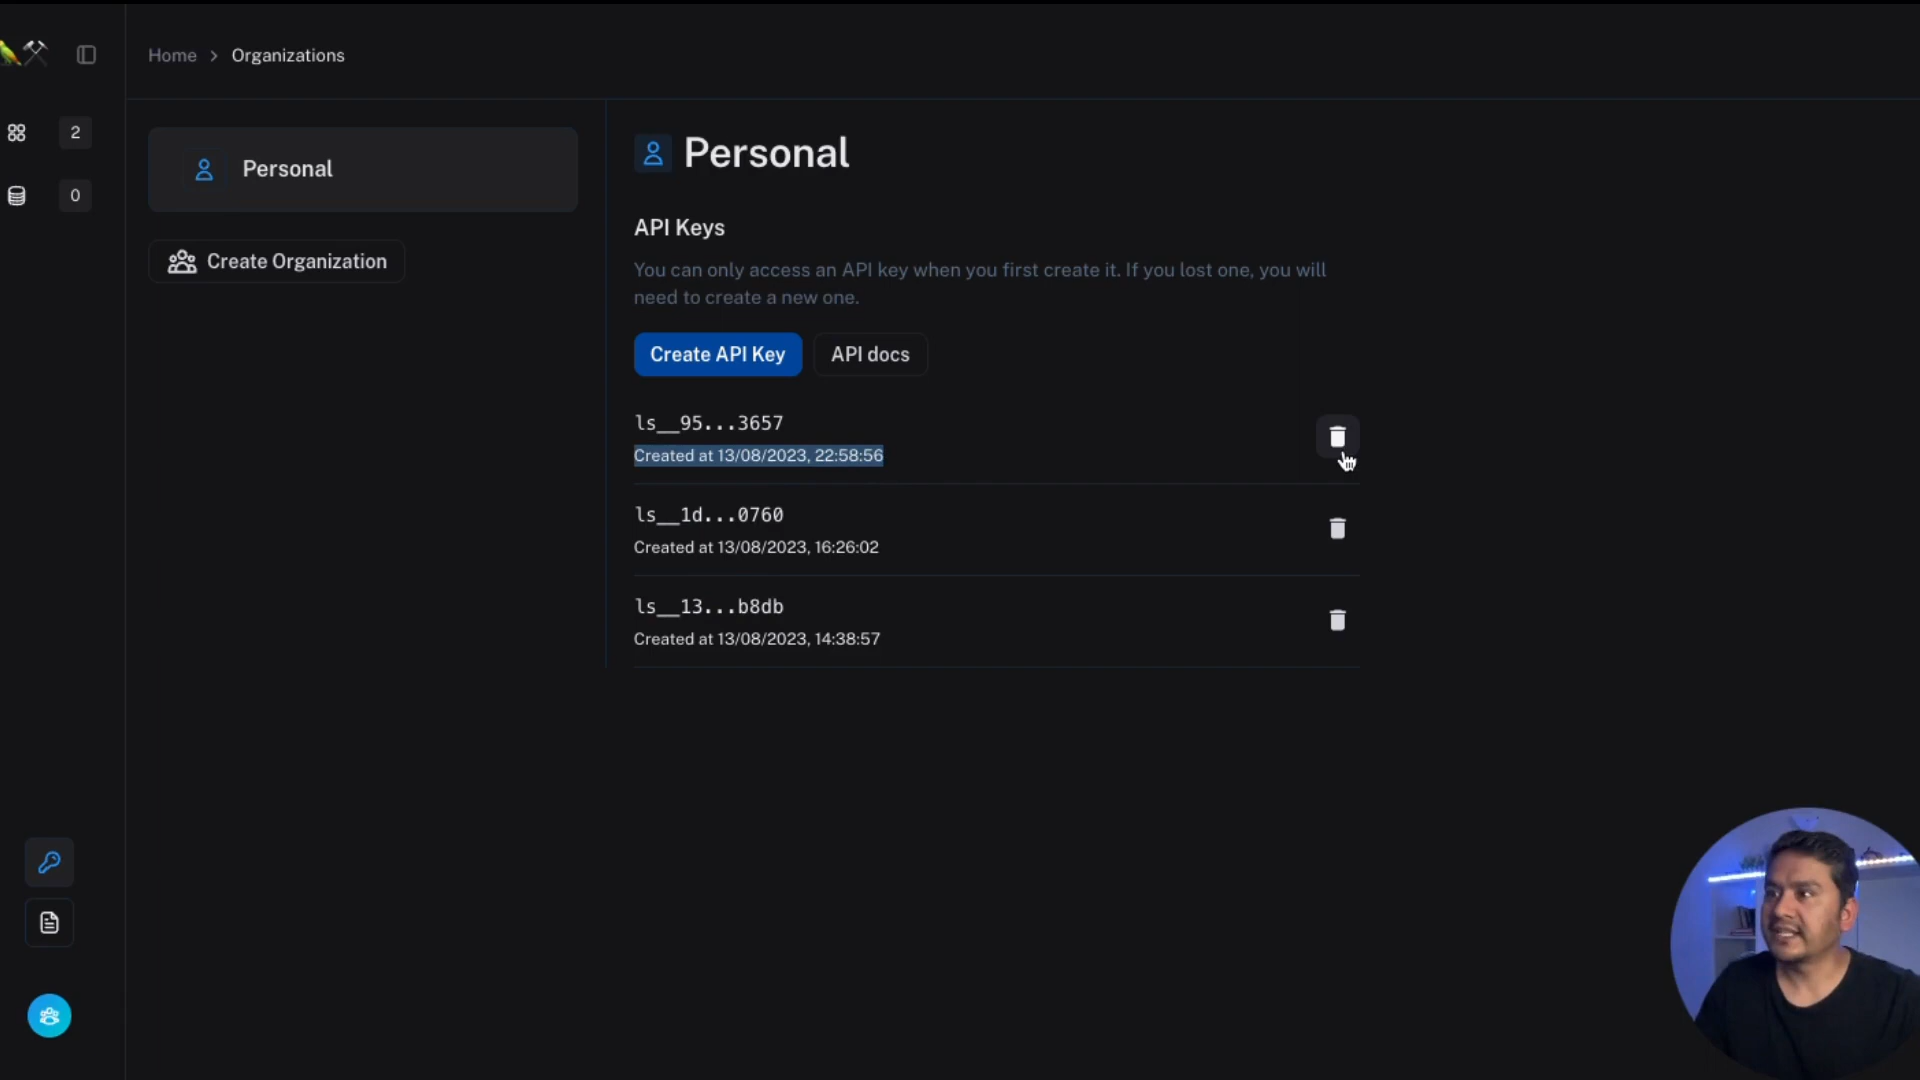 Home > Organizations
2
0
Personal
Create Organization
Personal
API Keys
You can only access an API key when you first create it. If you lost one, you will
need to create a new one.
Create API Key
API docs
ls__95...3657
Created at 13/08/2023, 22:58:56
ls__1d...0760
Created at 13/08/2023, 16:26:02
ls__13...b8db
Created at 13/08/2023, 14:38:57